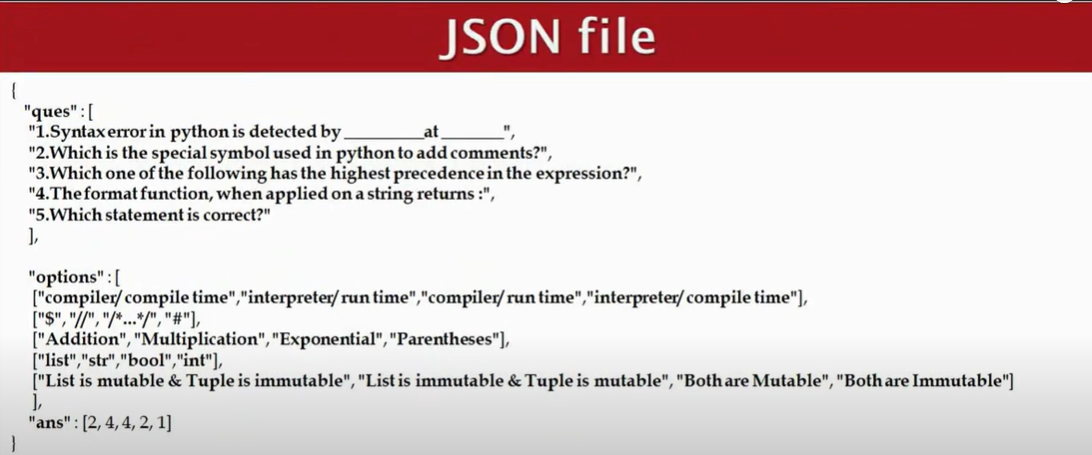 JSON file
{
"ques" : [
"1.Syntax error in python is detected by _________at_______",
"2.Which is the special symbol used in python to add comments?",
"3.Which one of the following has the highest precedence in the expression?",
"4.The format function, when applied on a string returns :",
"5.Which statement is correct?"
],
"options" : [
["compiler/ compile time","interpreter/ run time","compiler/ run time","interpreter/ compile time"],
["$", "//", "/*...*/", "#"],
["Addition", "Multiplication", "Exponential", "Parentheses"],
["list","str","bool","int"],
["List is mutable & Tuple is immutable", "List is immutable & Tuple is mutable", "Both are Mutable", "Both are Immutable"]
],
"ans" : [2, 4, 4, 2, 1]
}